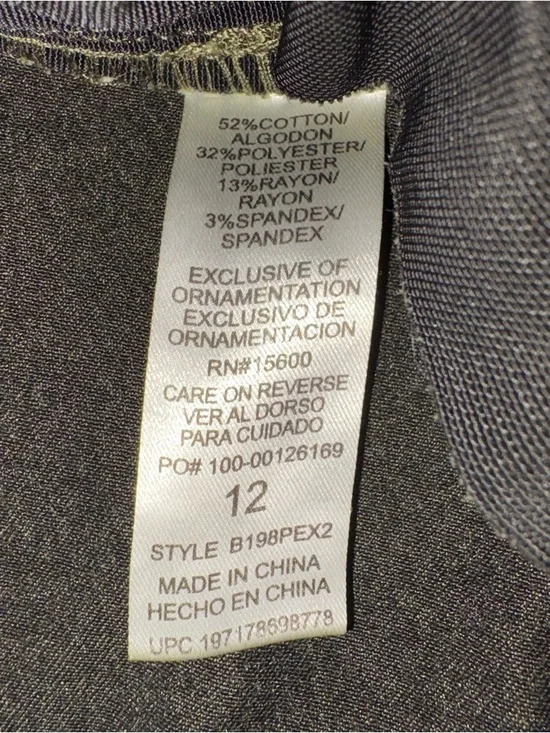 52%COTTON/
ALGODON
32%POLYESTER/
POLIESTER
13%RAYON/
RAYON
3%SPANDEX/
SPANDEX
EXCLUSIVE OF
ORNAMENTATION
EXCLUSIVO DE
ORNAMENTACION
RN#15600
CARE ON REVERSE
VER AL DORSO
PARA CUIDADO
PO# 100-00126169
12
STYLE B198PEX2
MADE IN CHINA
HECHO EN CHINA
UPC 197178698778